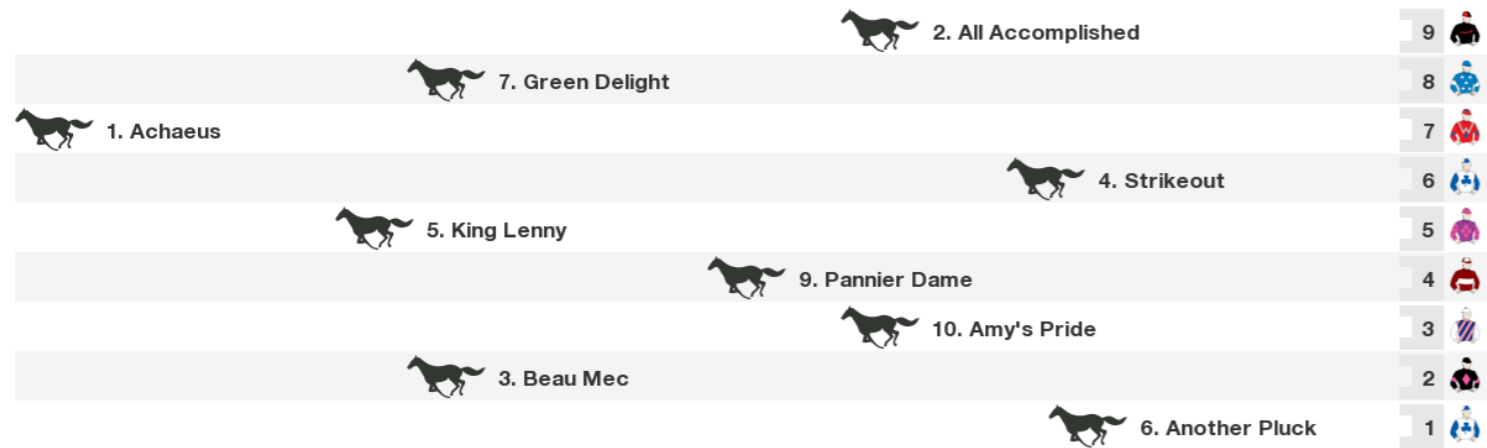 2. All Accomplished 9
7. Green Delight 8
1. Achaeus 7
4. Strikeout 6
5. King Lenny 5
9. Pannier Dame 4
10. Amy's Pride 3
3. Beau Mec 2
6. Another Pluck 1